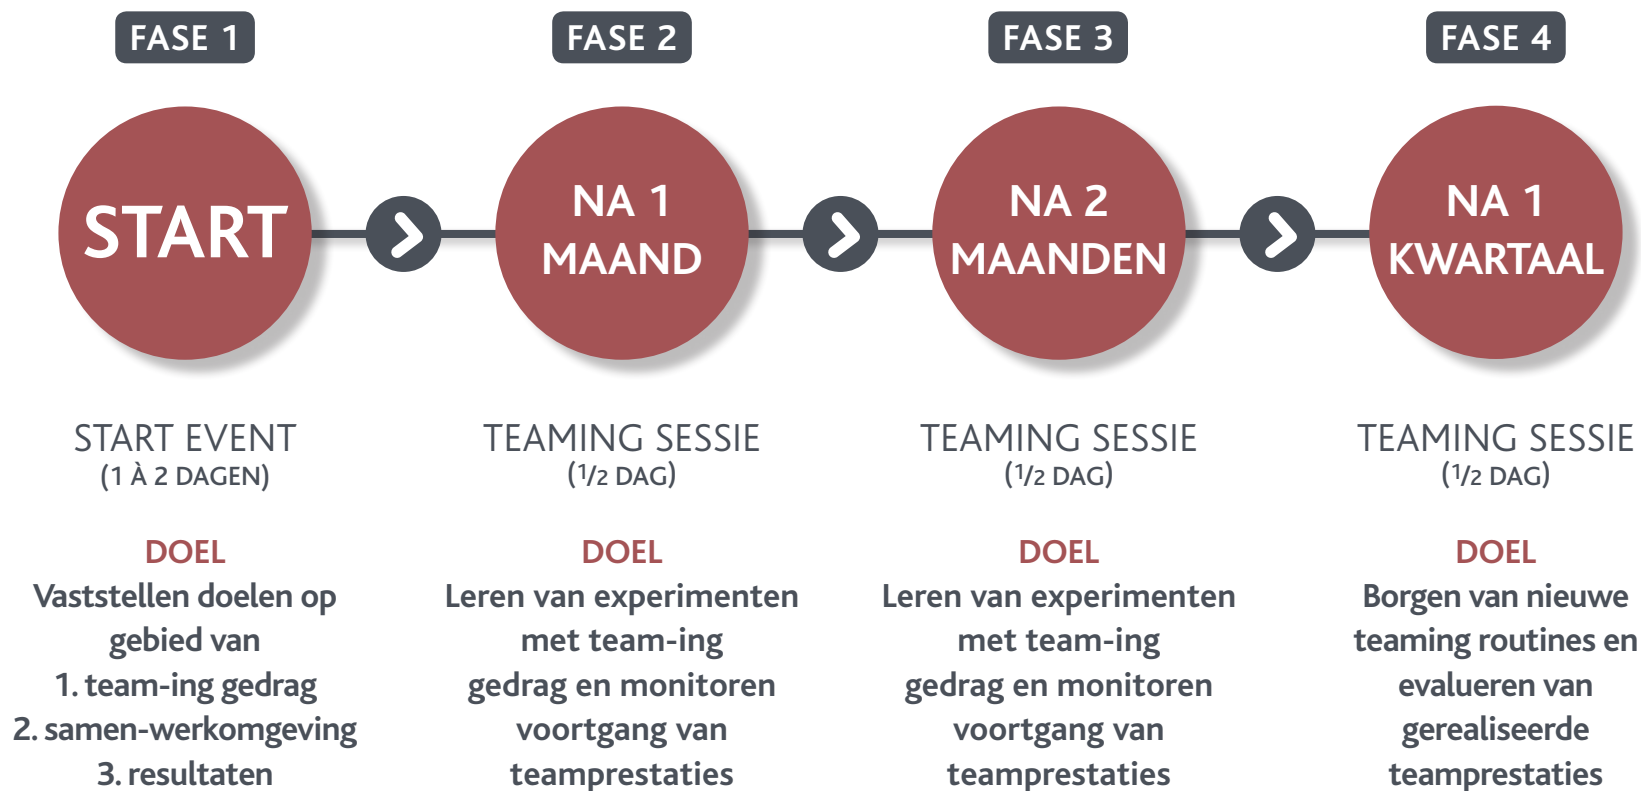 FASE 1
START
START EVENT
(1 À 2 DAGEN)
DOEL
Vaststellen doelen op
gebied van
1. team-ing gedrag
2. samen-werkomgeving
3. resultaten
FASE 2
NA 1
MAAND
TEAMING SESSIE
(1/2 DAG)
DOEL
Leren van experimenten
met team-ing
gedrag en monitoren
voortgang van
teamprestaties
FASE 3
NA 2
MAANDEN
TEAMING SESSIE
(1/2 DAG)
DOEL
Leren van experimenten
met team-ing
gedrag en monitoren
voortgang van
teamprestaties
FASE 4
NA 1
KWARTAAL
TEAMING SESSIE
(1/2 DAG)
DOEL
Borgen van nieuwe
teaming routines en
evalueren van
gerealiseerde
teamprestaties